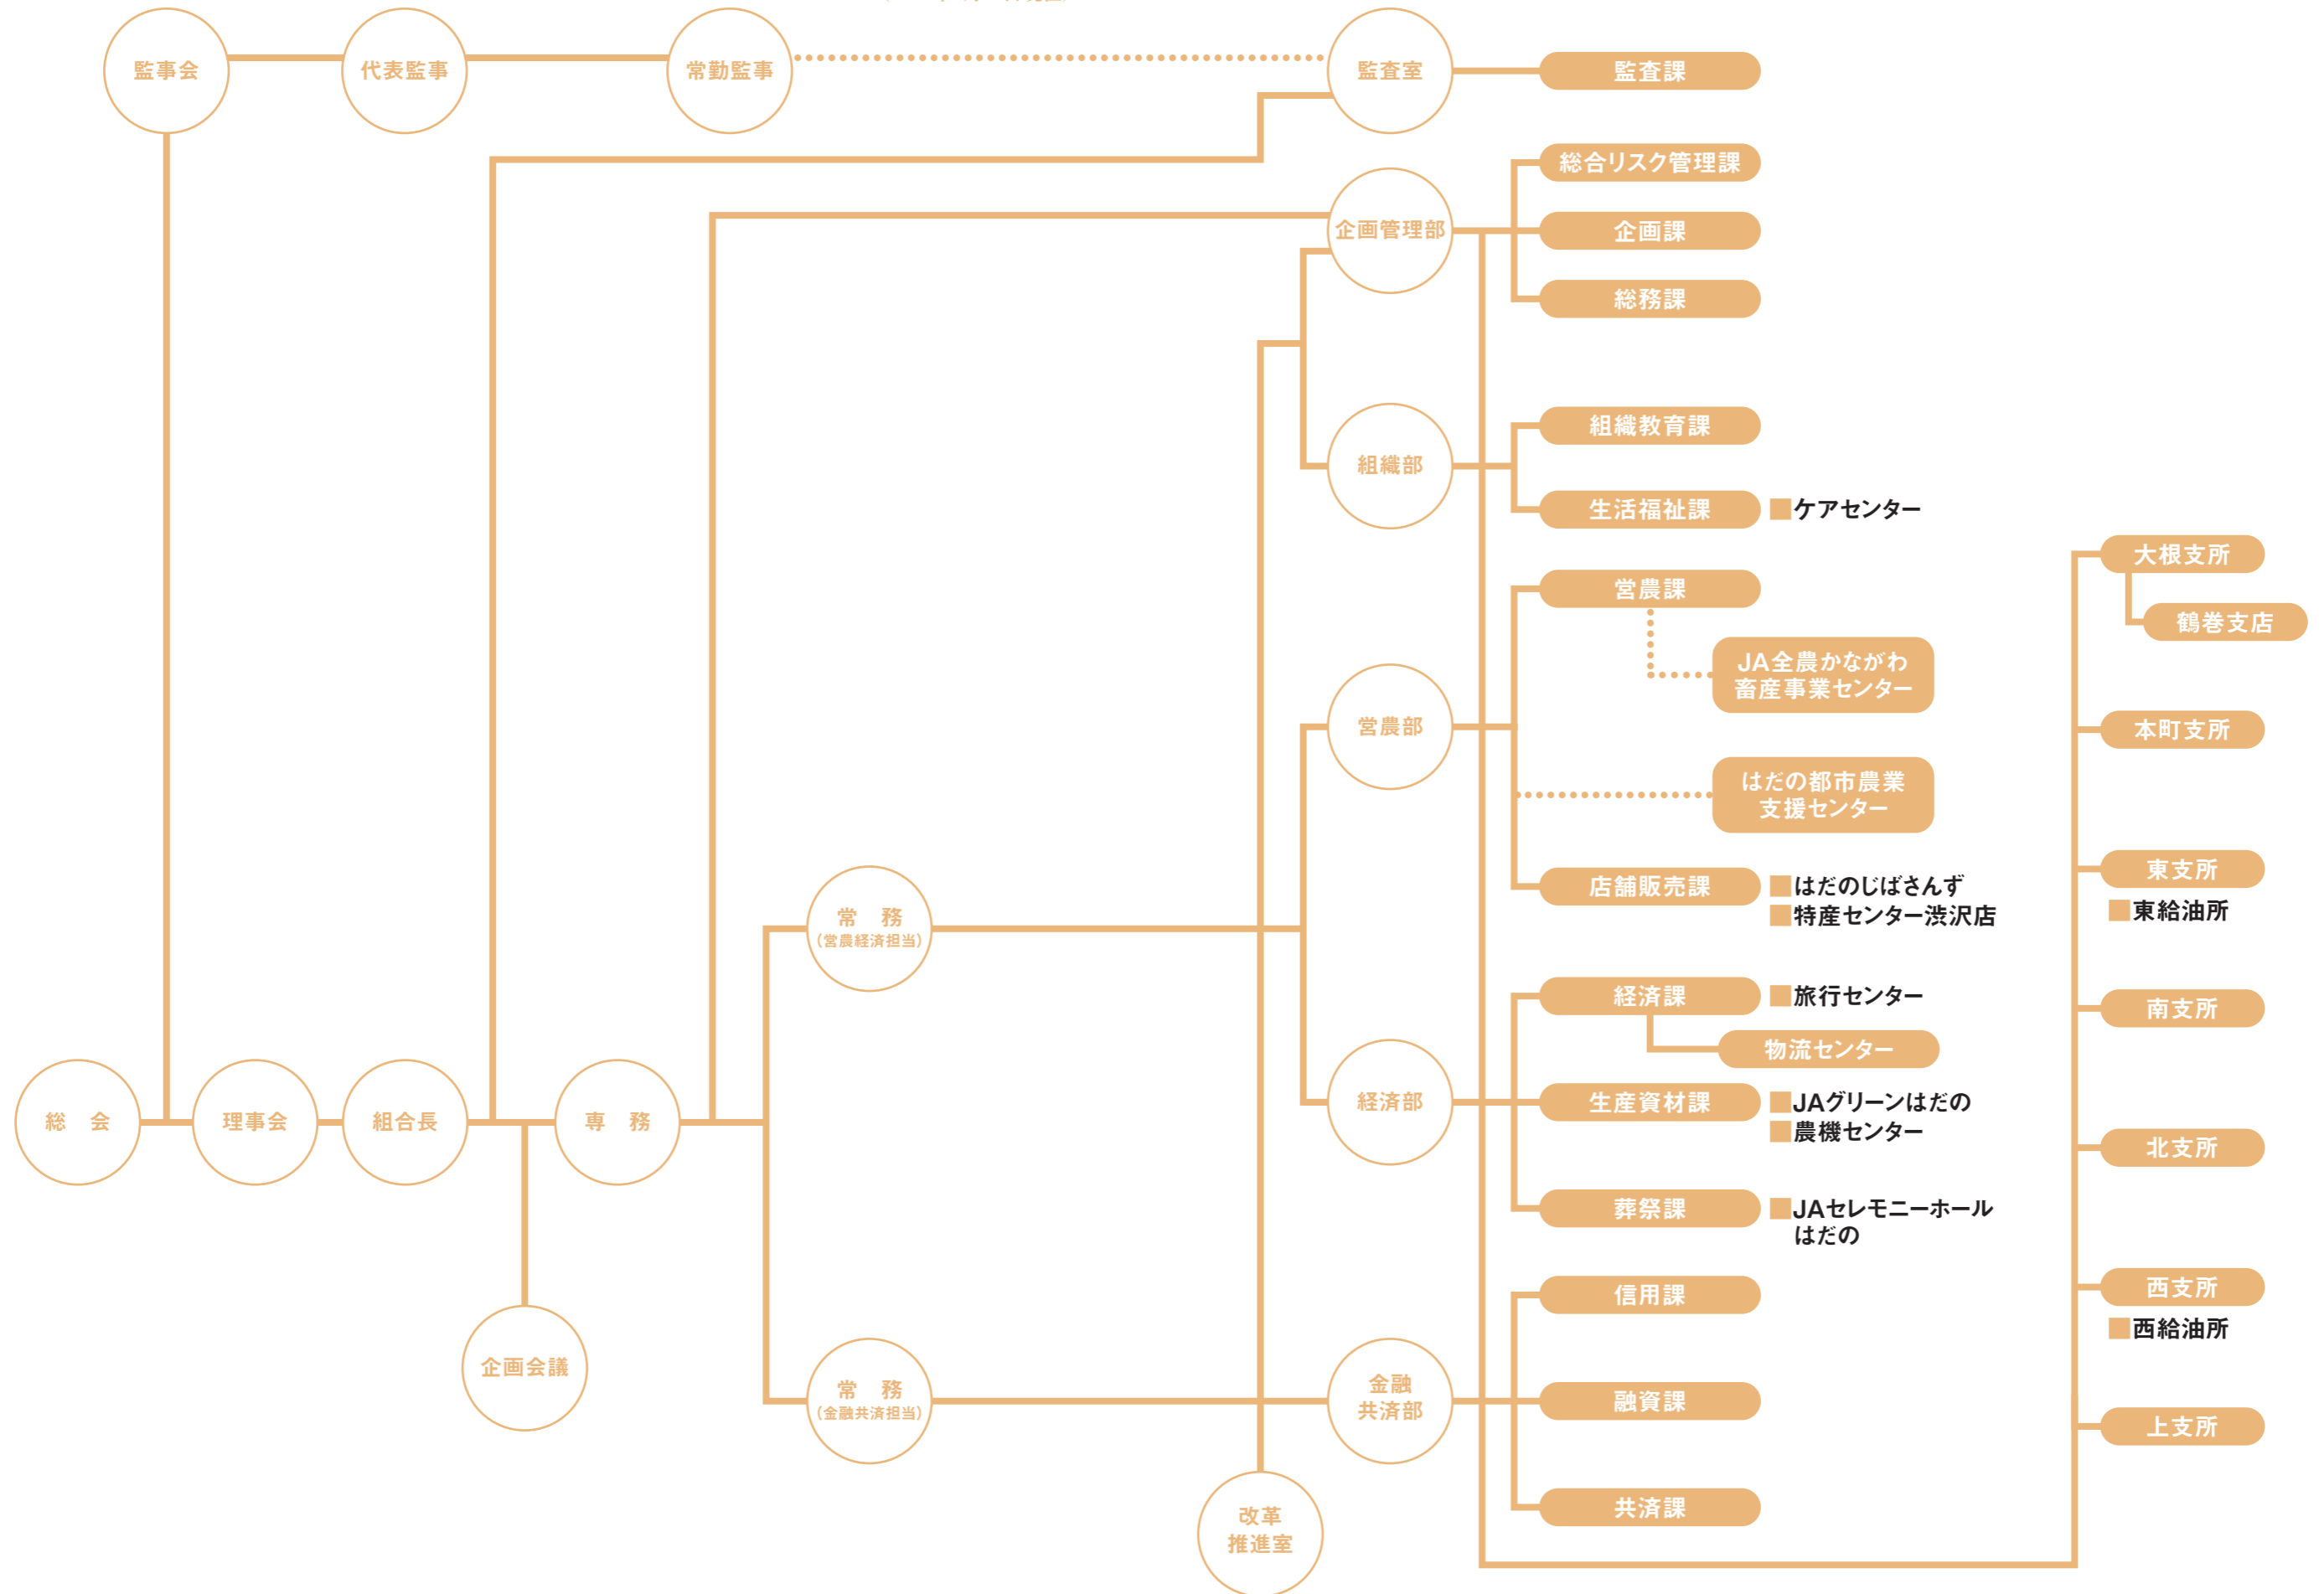 監事会
代表監事
常勤監事
監査室
監査課
総合リスク管理課
企画管理部
企画課
総務課
組織教育課
組織部
生活福祉課
■ケアセンター
営農課
JA全農かながわ
畜産事業センター
営農部
はだの都市農業
支援センター
店舗販売課
■はだのじばさんず
■特産センター渋沢店
常　務
（営農経済担当）
経済課
■旅行センター
物流センター
経済部
生産資材課
■JAグリーンはだの
■農機センター
葬祭課
■JAセレモニーホール
はだの
総　会
理事会
組合長
専　務
企画会議
常　務
（金融共済担当）
金融
共済部
信用課
融資課
共済課
改革
推進室
大根支所
鶴巻支店
本町支所
東支所
■東給油所
南支所
北支所
西支所
■西給油所
上支所